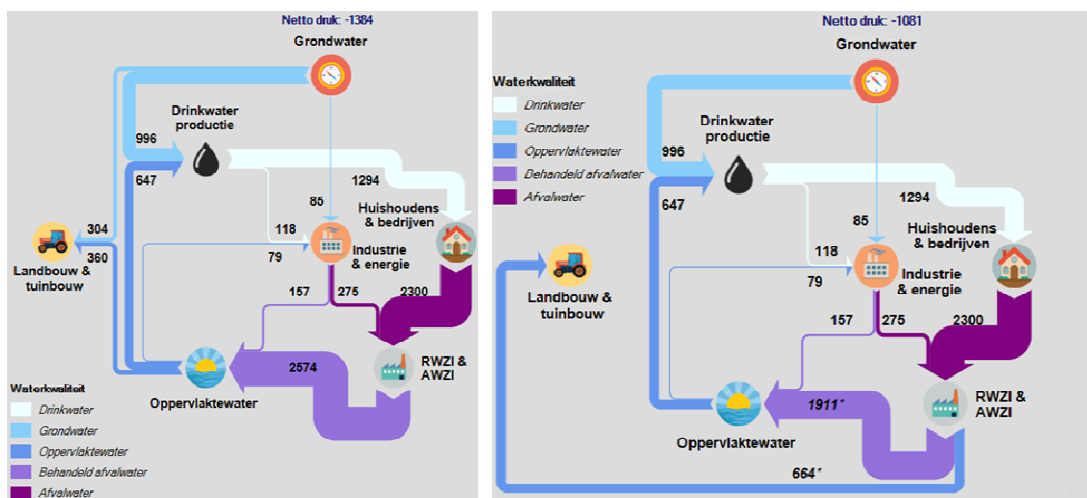 Netto druk: -1384
Grondwater
Drinkwater
productie
996
647
1294
85
Huishoudens
& bedrijven
304
118
360
79
Industrie
& energie
Landbouw &
tuinbouw
157
275
2300
2574
RWZI &
AWZI
Oppervlaktewater
Waterkwaliteit
Drinkwater
Grondwater
Oppervlaktewater
Behandeld afvalwater
Afvalwater
Netto druk: -1081
Grondwater
Waterkwaliteit
Drinkwater
Grondwater
Oppervlaktewater
Behandeld afvalwater
Afvalwater
Drinkwater
productie
996
647
1294
85
Huishoudens
& bedrijven
118
79
Industrie
& energie
Landbouw &
tuinbouw
157
275
2300
1911*
RWZI &
AWZI
Oppervlaktewater
664*